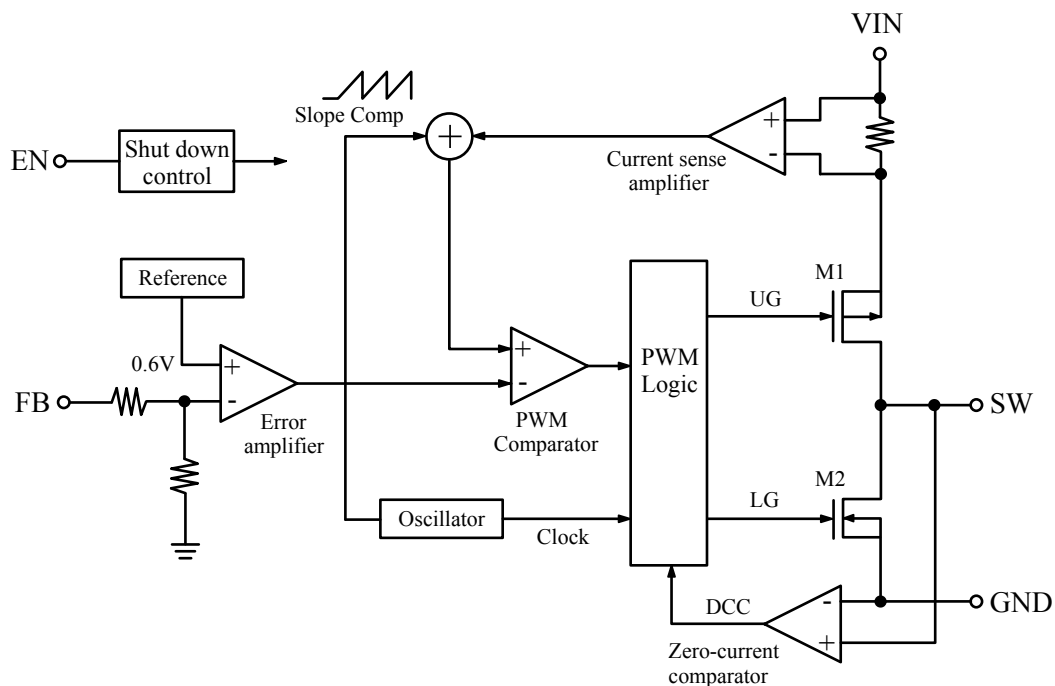 VIN
Slope Comp
+
+
-
Current sense
amplifier
EN
Shut down
control
Reference
0.6V
+
-
FB
Error
amplifier
+
-
PWM
Comparator
PWM
Logic
UG
M1
SW
M2
LG
Oscillator
Clock
DCC
-
+
GND
Zero-current
comparator